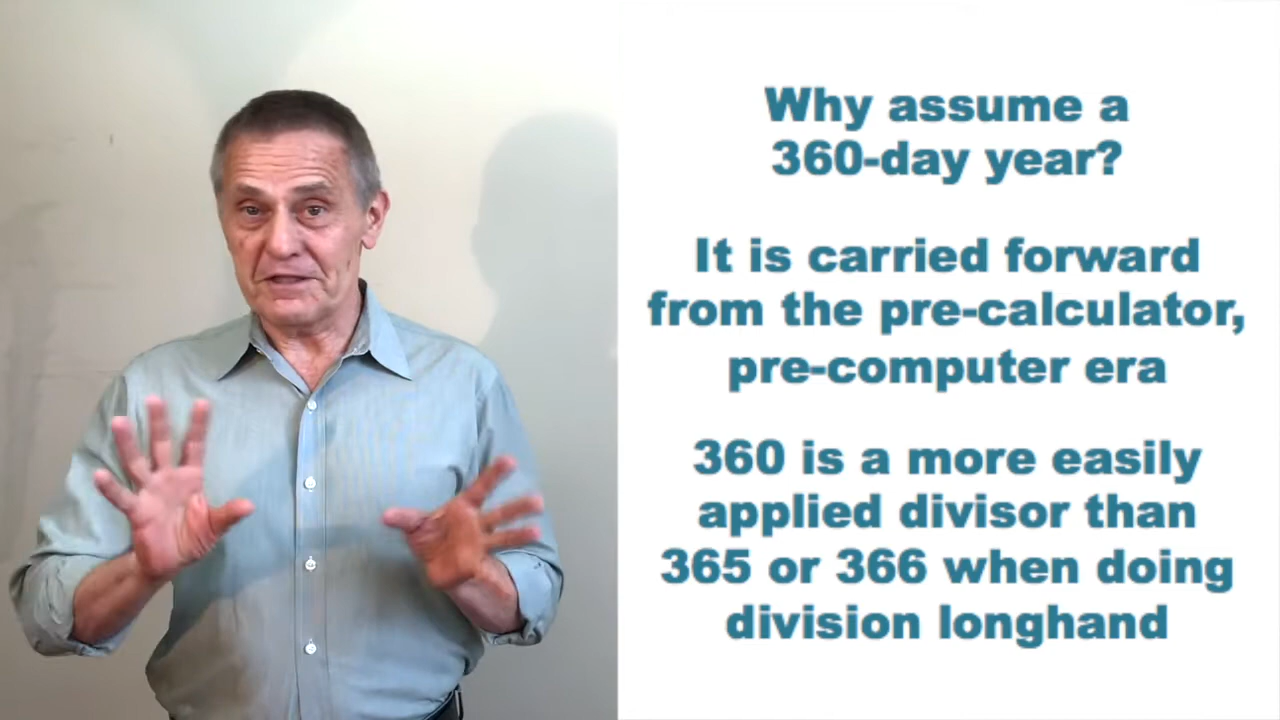 Why assume a
360-day year?
It is carried forward
from the pre-calculator,
pre-computer era
360 is a more easily
applied divisor than
365 or 366 when doing
division longhand